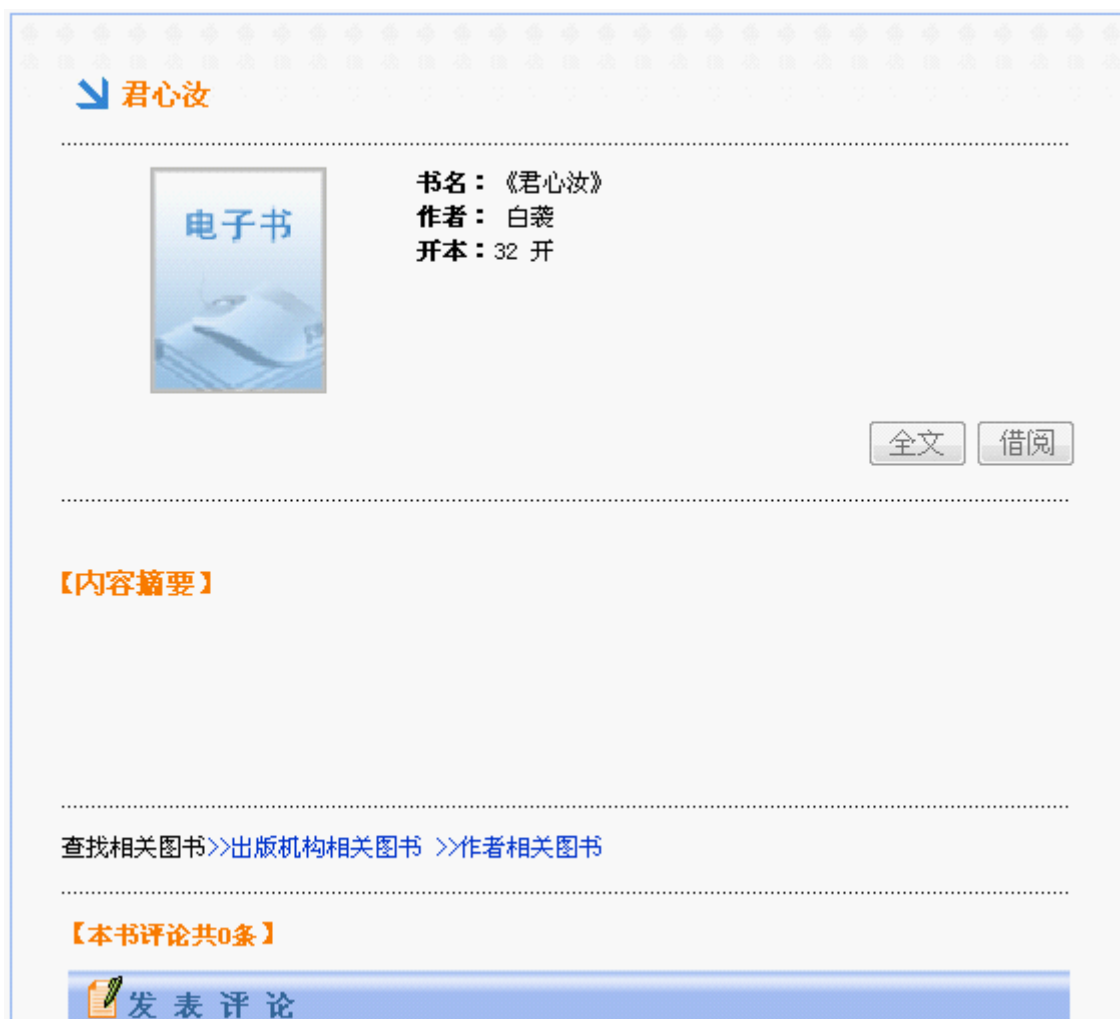 君心汝
电子书
书名：《君心汝》
作者： 白袭
开本：32 开
全文 借阅
【内容摘要】
查找相关图书>>出版机构相关图书 >>作者相关图书
【本书评论共0条】
发 表 评 论